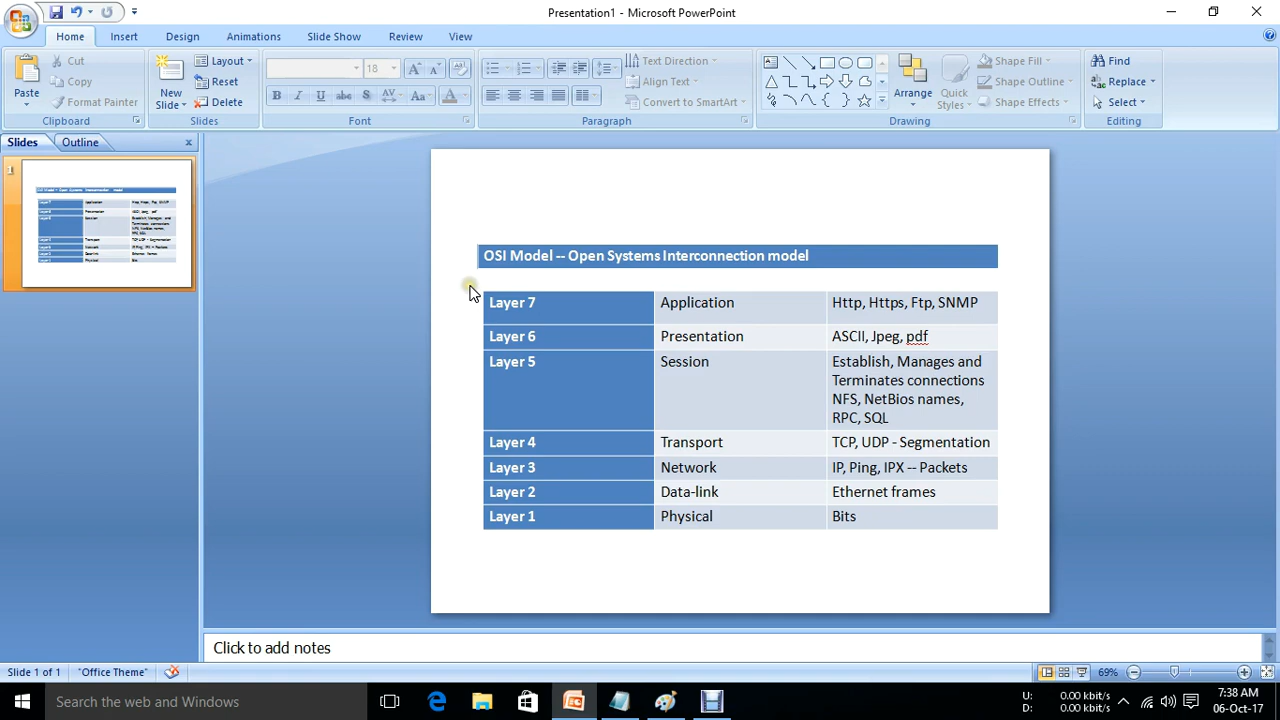 Presentation1 - Microsoft PowerPoint
Home Insert Design Animations Slide Show Review View
Paste
Cut
Copy
Format Painter
Clipboard
New Slide
Layout
Reset
Delete
Slides
18
B I U abc S AV Aa A
Font
Text Direction
Align Text
Convert to SmartArt
Paragraph
Arrange
Quick Styles
Shape Fill
Shape Outline
Shape Effects
Drawing
Find
Replace
Select
Editing
Slides Outline
1
OSI Model -- Open Systems Interconnection model
Layer 7 Application Http, Https, Ftp, SNMP
Layer 6 Presentation ASCII, Jpeg, pdf
Layer 5 Session Establish, Manages and
Terminates connections
NFS, NetBios names,
RPC, SQL
Layer 4 Transport TCP, UDP - Segmentation
Layer 3 Network IP, Ping, IPX -- Packets
Layer 2 Data-link Ethernet frames
Layer 1 Physical Bits
Click to add notes
Slide 1 of 1 "Office Theme" 69%
Search the web and Windows
U: 0.00 kbit/s
D: 0.00 kbit/s
7:38 AM
06-Oct-17